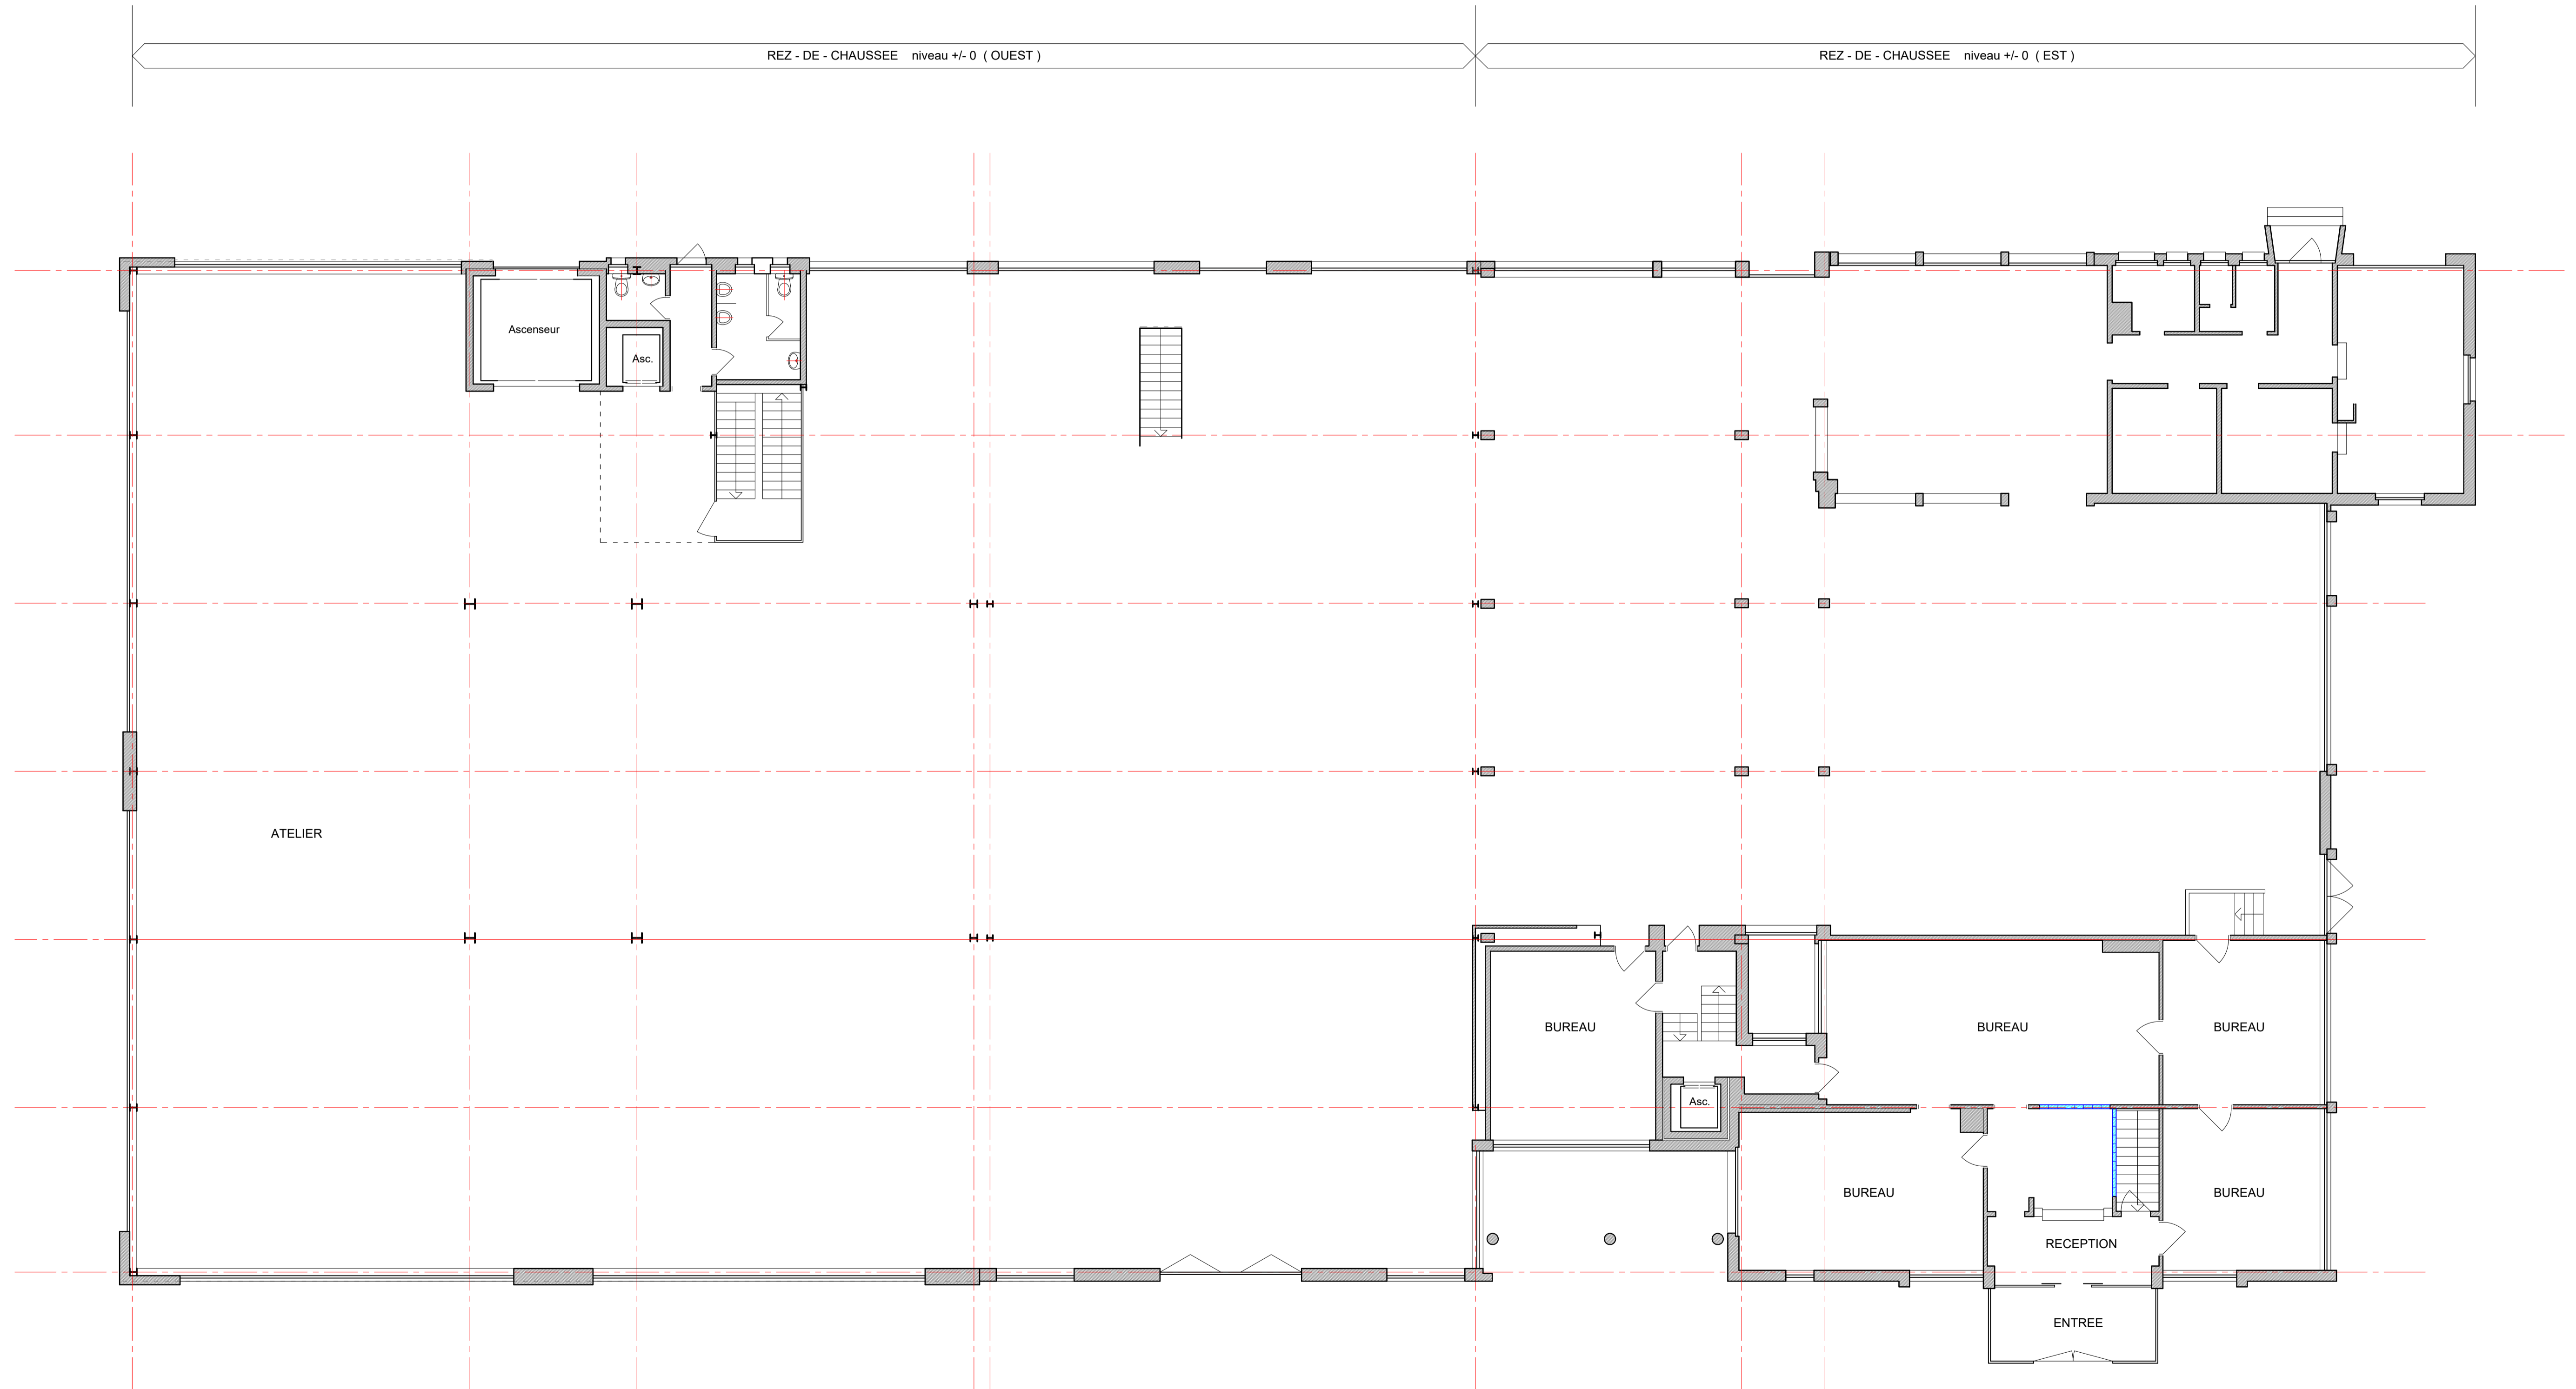 REZ - DE - CHAUSSEE    niveau +/- 0  ( OUEST )
REZ - DE - CHAUSSEE    niveau +/- 0  ( EST )
Ascenseur
Asc.
ATELIER
BUREAU
BUREAU
BUREAU
Asc.
BUREAU
BUREAU
RECEPTION
ENTREE